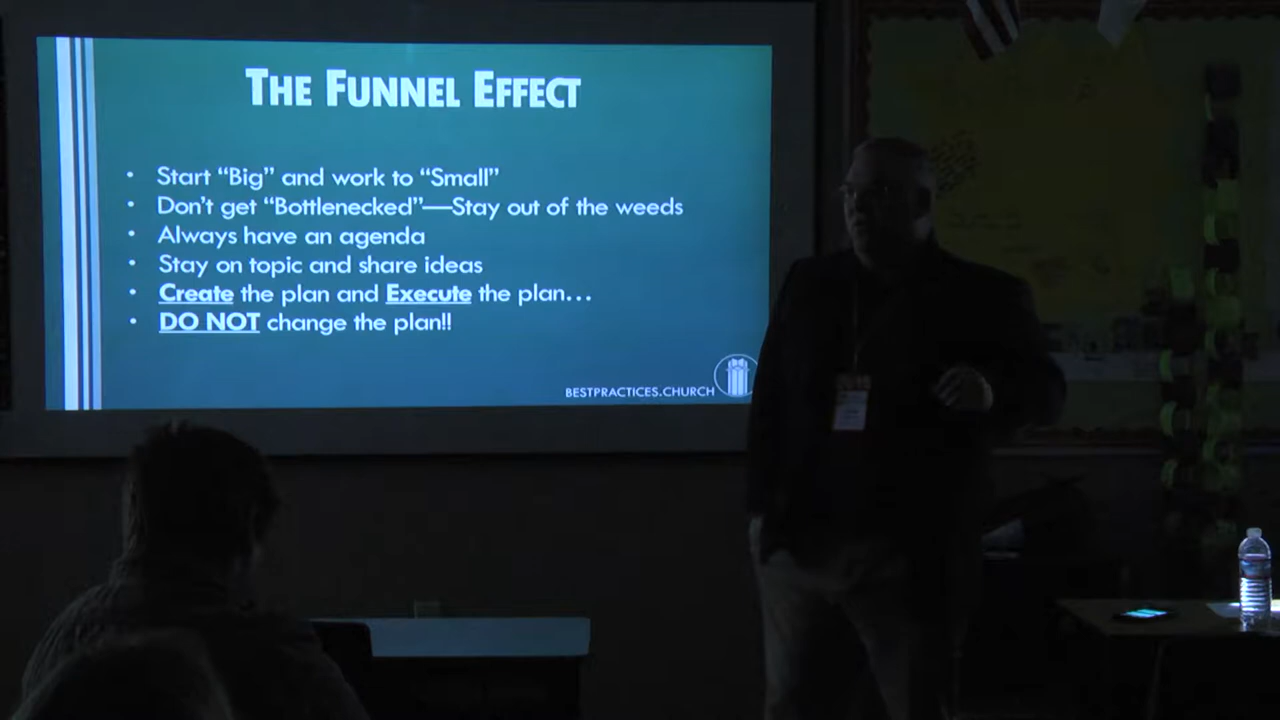 THE FUNNEL EFFECT
• Start “Big” and work to “Small”
• Don’t get “Bottlenecked”—Stay out of the weeds
• Always have an agenda
• Stay on topic and share ideas
• Create the plan and Execute the plan…
• DO NOT change the plan!!
BESTPRACTICES.CHURCH